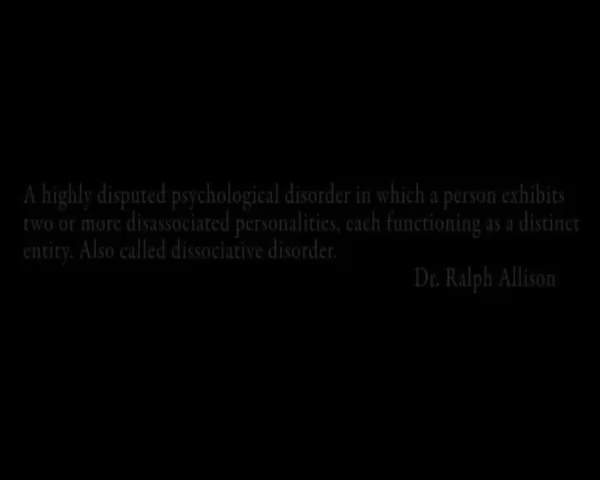 A highly disputed psychological disorder in which a person exhibits
two or more disassociated personalities, each functioning as a distinct
entity. Also called dissociative disorder.
Dr. Ralph Allison